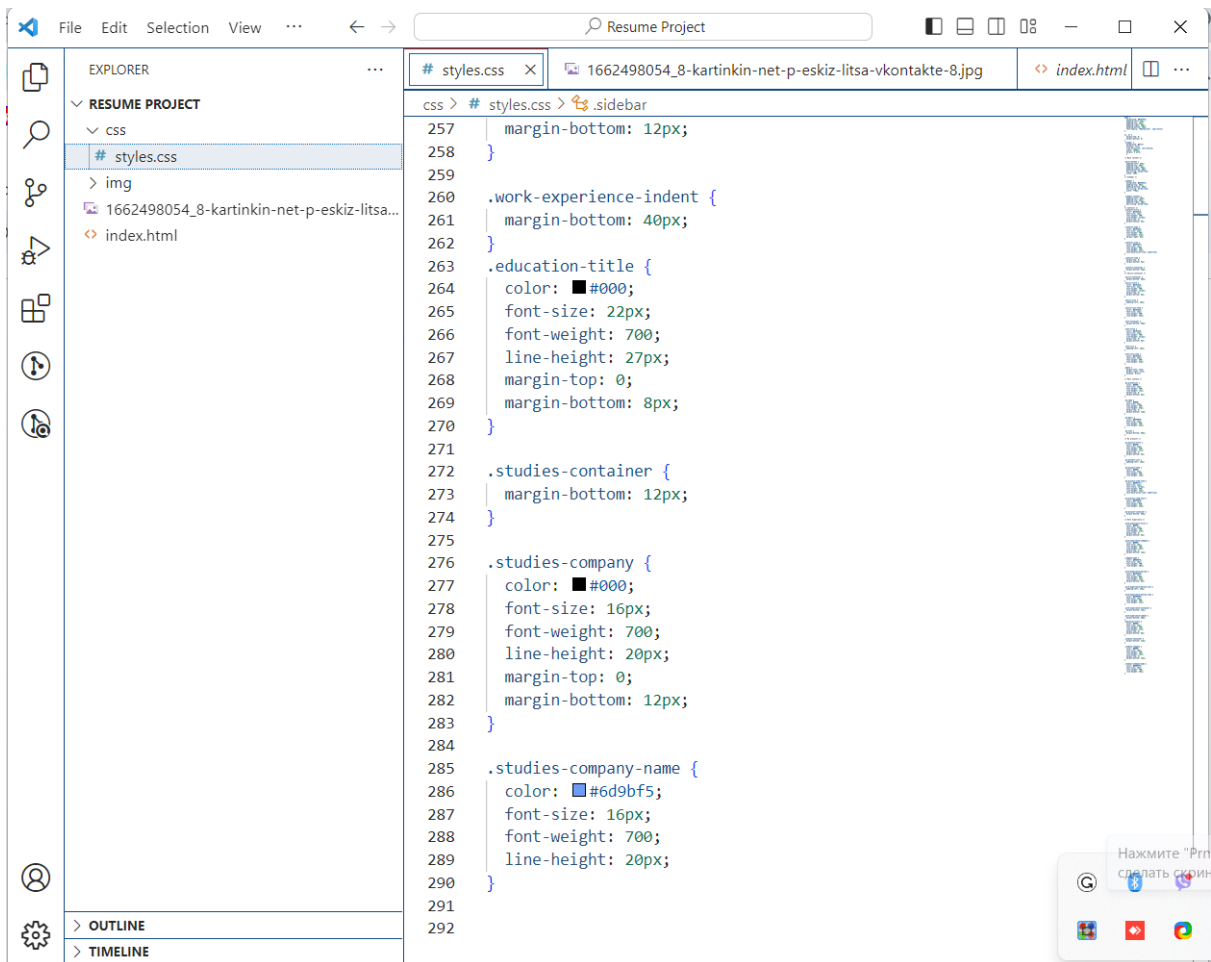 File Edit Selection View ··· Resume Project
EXPLORER ···
RESUME PROJECT
css
# styles.css
img
1662498054_8-kartinkin-net-p-eskiz-litsa...
<> index.html
OUTLINE
TIMELINE
# styles.css 1662498054_8-kartinkin-net-p-eskiz-litsa-vkontakte-8.jpg <> index.html ···
css > # styles.css > .sidebar
257 margin-bottom: 12px;
258 }
259
260 .work-experience-indent {
261 margin-bottom: 40px;
262 }
263 .education-title {
264 color: #000;
265 font-size: 22px;
266 font-weight: 700;
267 line-height: 27px;
268 margin-top: 0;
269 margin-bottom: 8px;
270 }
271
272 .studies-container {
273 margin-bottom: 12px;
274 }
275
276 .studies-company {
277 color: #000;
278 font-size: 16px;
279 font-weight: 700;
280 line-height: 20px;
281 margin-top: 0;
282 margin-bottom: 12px;
283 }
284
285 .studies-company-name {
286 color: #6d9bf5;
287 font-size: 16px;
288 font-weight: 700;
289 line-height: 20px;
290 }
291
292
Нажмите "Prn
сделать скрин